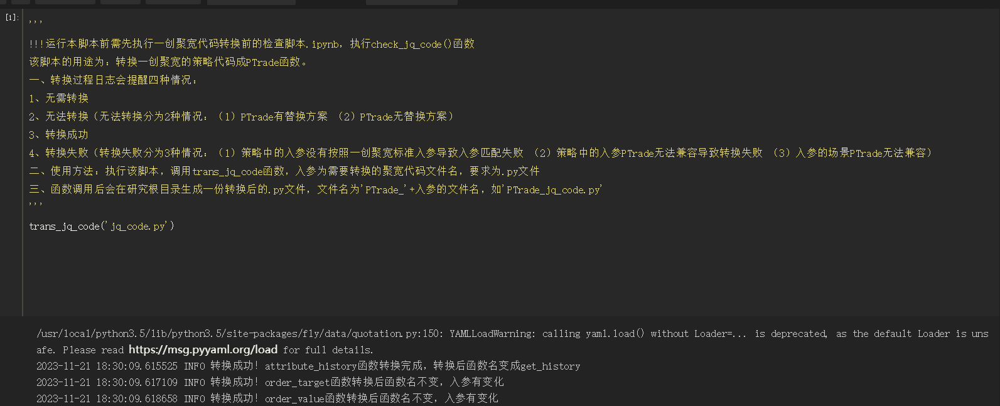 [1]:
'''
!!!运行本脚本前需先执行一创聚宽代码转换前的检查脚本.ipynb，执行check_jq_code()函数
该脚本的用途为：转换一创聚宽的策略代码成PTrade函数。
一、转换过程日志会提醒四种情况：
1、无需转换
2、无法转换（无法转换分为2种情况：（1）PTrade有替换方案 （2）PTrade无替换方案）
3、转换成功
4、转换失败（转换失败分为3种情况：（1）策略中的入参没有按照一创聚宽标准入参导致入参匹配失败 （2）策略中的入参PTrade无法兼容导致转换失败 （3）入参的场景PTrade无法兼容）
二、使用方法：执行该脚本，调用trans_jq_code函数，入参为需要转换的聚宽代码文件名，要求为.py文件
三、函数调用后会在研究根目录生成一份转换后的.py文件，文件名为'PTrade_'+入参的文件名，如'PTrade_jq_code.py'
'''
trans_jq_code('jq_code.py')
/usr/local/python3.5/lib/python3.5/site-packages/fly/data/quotation.py:150: YAMLLoadWarning: calling yaml.load() without Loader=... is deprecated, as the default Loader is uns
afe. Please read https://msg.pyyaml.org/load for full details.
2023-11-21 18:30:09.615525 INFO 转换成功! attribute_history函数转换完成，转换后函数名变成get_history
2023-11-21 18:30:09.617109 INFO 转换成功! order_target函数转换后函数名不变，入参有变化
2023-11-21 18:30:09.618658 INFO 转换成功! order_value函数转换后函数名不变，入参有变化